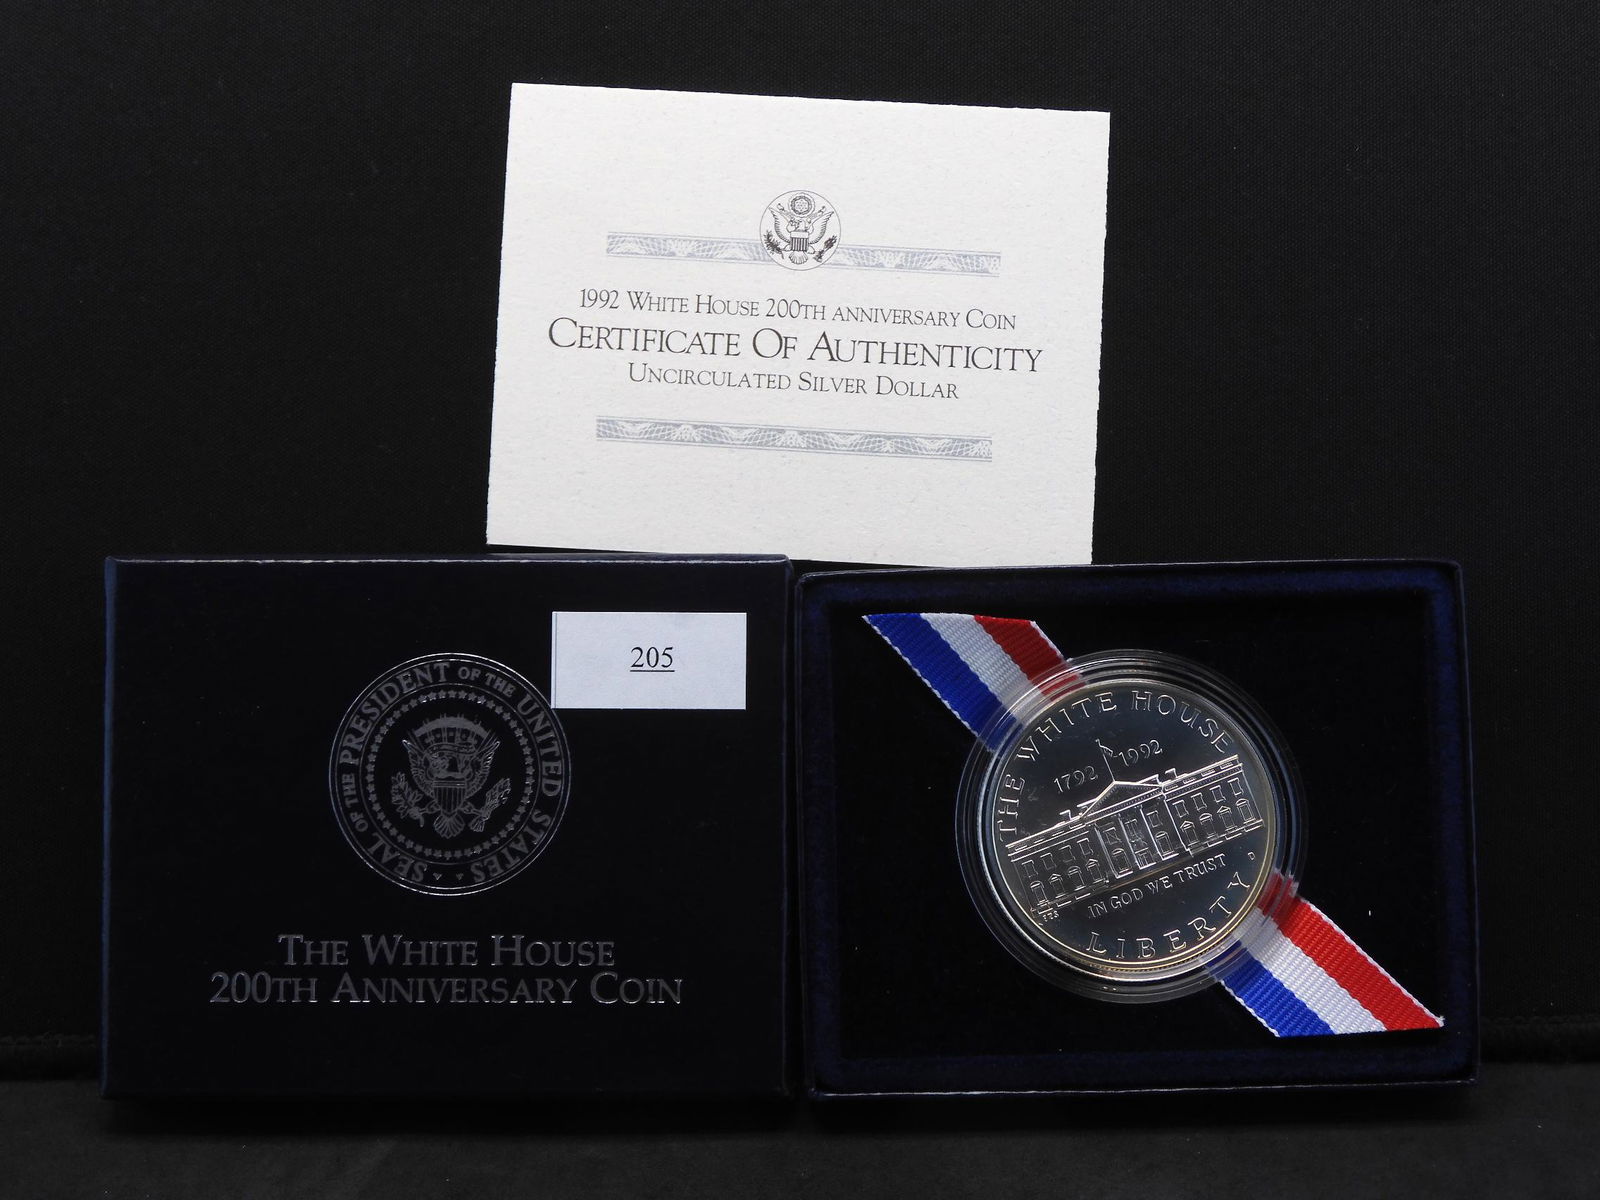 1992 WHITE HOUSE 200TH ANNIVERSARY COIN
CERTIFICATE OF AUTHENTICITY
UNCIRCULATED SILVER DOLLAR
205
SEAL OF THE PRESIDENT OF THE UNITED STATES
THE WHITE HOUSE
200TH ANNIVERSARY COIN
THE WHITE HOUSE
1792 1992
D
IN GOD WE TRUST
LIBERTY